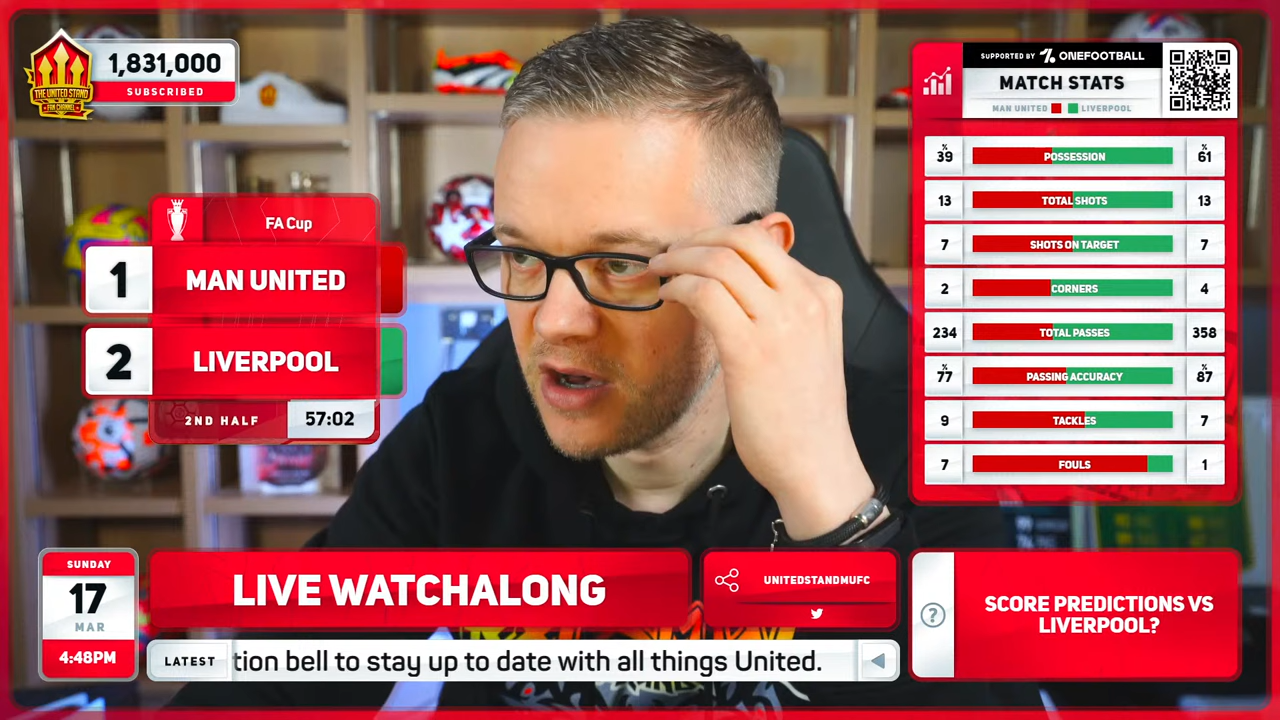 1,831,000
SUBSCRIBED
THE UNITED STAND
FAN CHANNEL
FA Cup
1 MAN UNITED
2 LIVERPOOL
2ND HALF 57:02
SUPPORTED BY ONEFOOTBALL
MATCH STATS
MAN UNITED LIVERPOOL
% %
39 POSSESSION 61
13 TOTAL SHOTS 13
7 SHOTS ON TARGET 7
2 CORNERS 4
234 TOTAL PASSES 358
% %
77 PASSING ACCURACY 87
9 TACKLES 7
7 FOULS 1
SUNDAY
17
MAR
4:48PM
LIVE WATCHALONG
UNITEDSTANDMUFC
LATEST tion bell to stay up to date with all things United.
SCORE PREDICTIONS VS
LIVERPOOL?